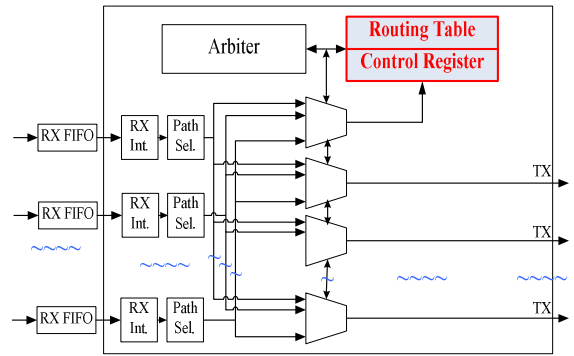 Arbiter
Routing Table
Control Register
RX FIFO
RX
Int.
Path
Sel.
TX
RX FIFO
RX
Int.
Path
Sel.
TX
TX
RX FIFO
RX
Int.
Path
Sel.
TX